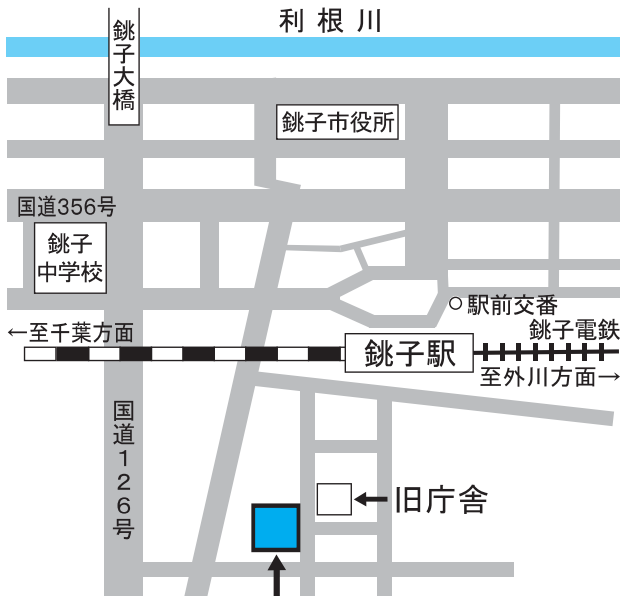 利根川
銚子大橋
銚子市役所
国道356号
銚子
中学校
駅前交番
←至千葉方面
銚子電鉄
銚子駅
至外川方面→
国道126号
旧庁舎